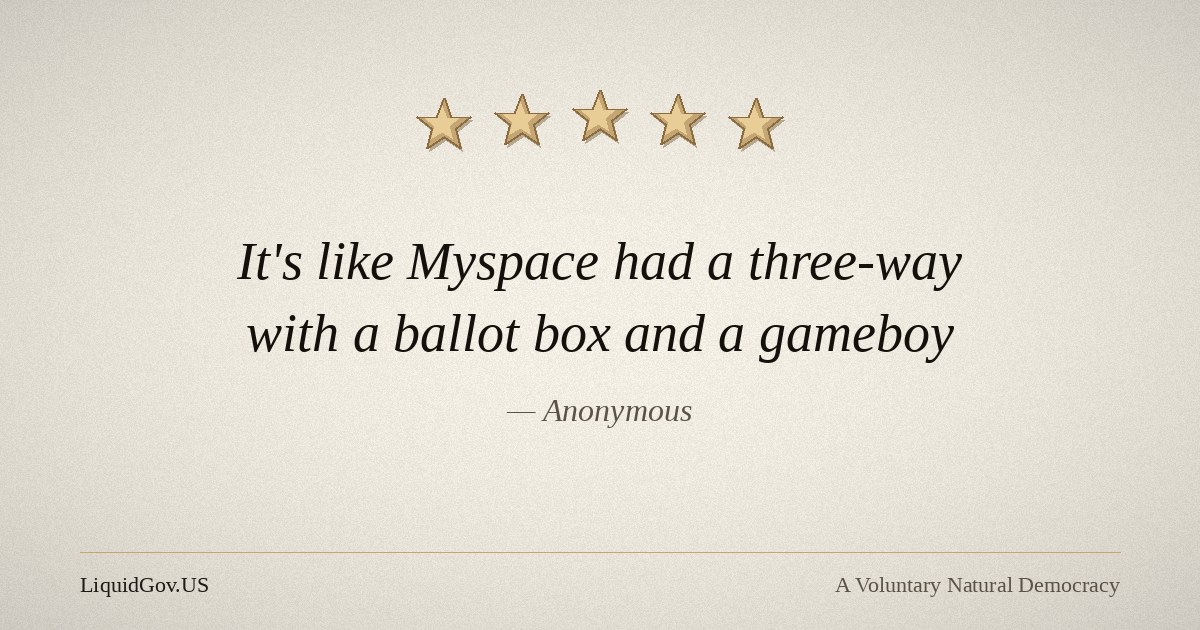 It's like Myspace had a three-way
with a ballot box and a gameboy
— Anonymous
LiquidGov.US
A Voluntary Natural Democracy